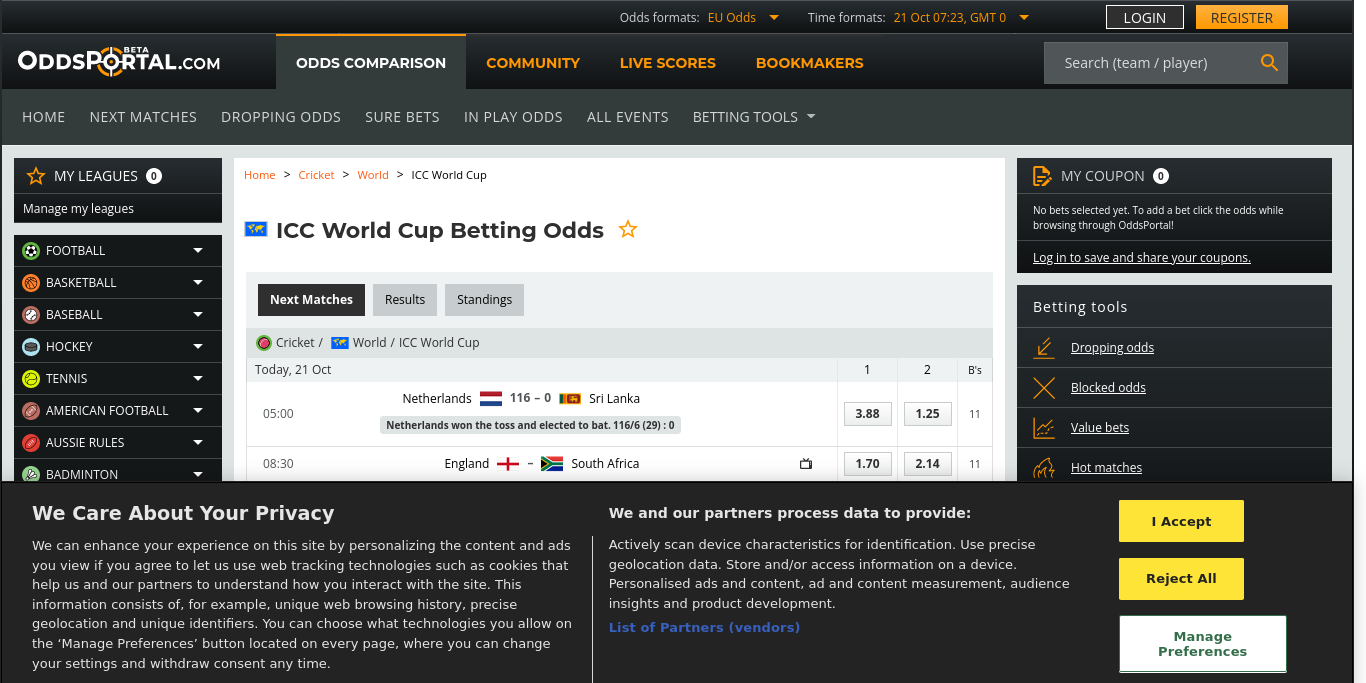 Odds formats: EU Odds
Time formats: 21 Oct 07:23, GMT 0
LOGIN
REGISTER
ODDSPORTAL.COM
BETA
ODDS COMPARISON
COMMUNITY
LIVE SCORES
BOOKMAKERS
Search (team / player)
HOME
NEXT MATCHES
DROPPING ODDS
SURE BETS
IN PLAY ODDS
ALL EVENTS
BETTING TOOLS
MY LEAGUES 0
Manage my leagues
FOOTBALL
BASKETBALL
BASEBALL
HOCKEY
TENNIS
AMERICAN FOOTBALL
AUSSIE RULES
BADMINTON
Home > Cricket > World > ICC World Cup
ICC World Cup Betting Odds
Next Matches
Results
Standings
Cricket / World / ICC World Cup
Today, 21 Oct 1 2 B's
05:00 Netherlands 116 – 0 Sri Lanka 3.88 1.25 11
Netherlands won the toss and elected to bat. 116/6 (29) : 0
08:30 England – South Africa 1.70 2.14 11
MY COUPON 0
No bets selected yet. To add a bet click the odds while
browsing through OddsPortal!
Log in to save and share your coupons.
Betting tools
Dropping odds
Blocked odds
Value bets
Hot matches
We Care About Your Privacy
We can enhance your experience on this site by personalizing the content and ads
you view if you agree to let us use web tracking technologies such as cookies that
help us and our partners to understand how you interact with the site. This
information consists of, for example, unique web browsing history, precise
geolocation and unique identifiers. You can choose what technologies you allow on
the ‘Manage Preferences’ button located on every page, where you can change
your settings and withdraw consent any time.
We and our partners process data to provide:
Actively scan device characteristics for identification. Use precise
geolocation data. Store and/or access information on a device.
Personalised ads and content, ad and content measurement, audience
insights and product development.
List of Partners (vendors)
I Accept
Reject All
Manage
Preferences